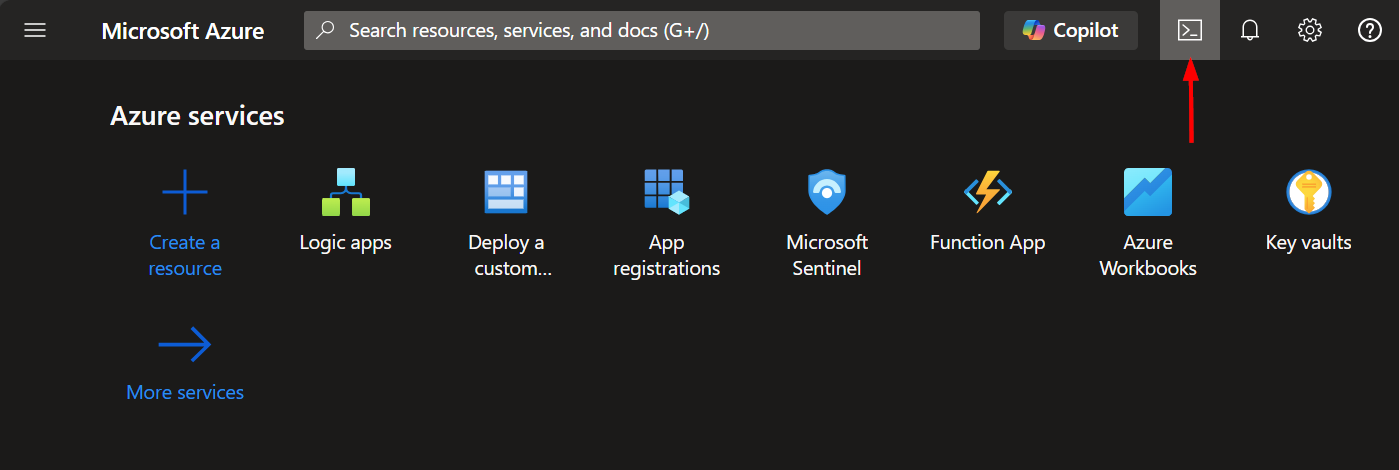 Microsoft Azure
Search resources, services, and docs (G+/)
Copilot
Azure services
Create a
resource
Logic apps
Deploy a
custom...
App
registrations
Microsoft
Sentinel
Function App
Azure
Workbooks
Key vaults
More services